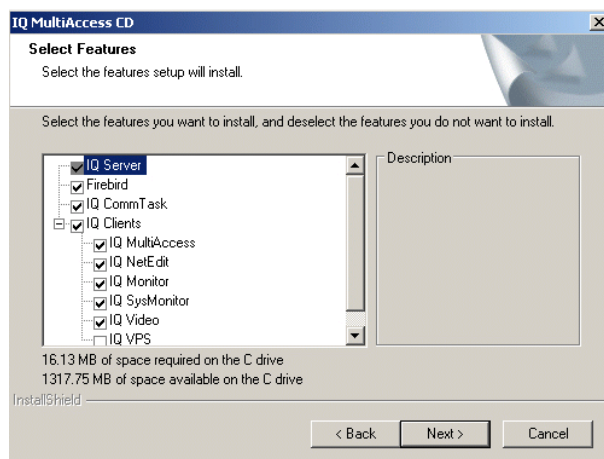 IQ MultiAccess CD
Select Features
Select the features setup will install.
Select the features you want to install, and deselect the features you do not want to install.
IQ Server
Firebird
IQ CommTask
IQ Clients
IQ MultiAccess
IQ NetEdit
IQ Monitor
IQ SysMonitor
IQ Video
IQ VPS
Description
16.13 MB of space required on the C drive
1317.75 MB of space available on the C drive
InstallShield
< Back
Next >
Cancel